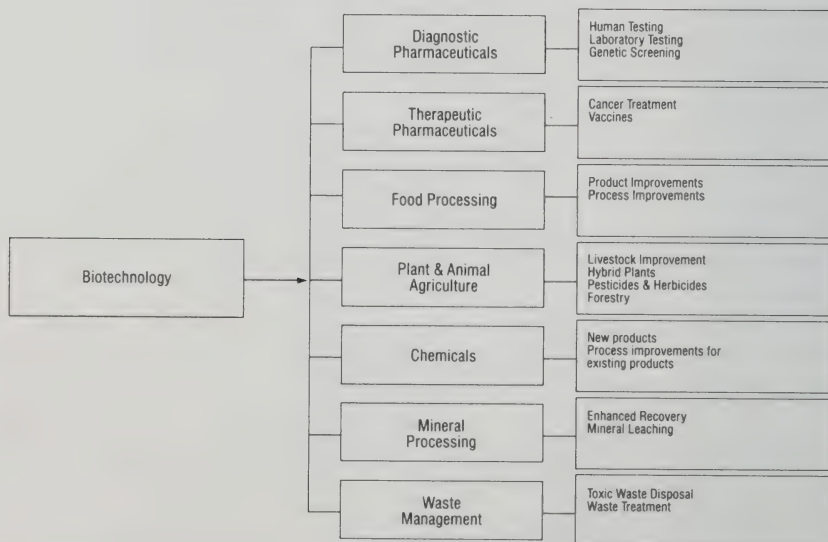 Diagnostic
Pharmaceuticals
Human Testing
Laboratory Testing
Genetic Screening
Therapeutic
Pharmaceuticals
Cancer Treatment
Vaccines
Food Processing
Product Improvements
Process Improvements
Biotechnology
Plant & Animal
Agriculture
Livestock Improvement
Hybrid Plants
Pesticides & Herbicides
Forestry
Chemicals
New products
Process improvements for
existing products
Mineral
Processing
Enhanced Recovery
Mineral Leaching
Waste
Management
Toxic Waste Disposal
Waste Treatment